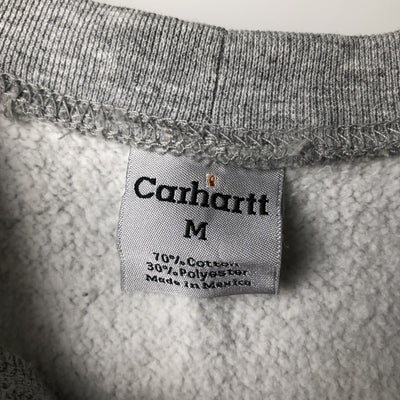 Carhartt
M
70% Cotton
30% Polyester
Made in Mexico